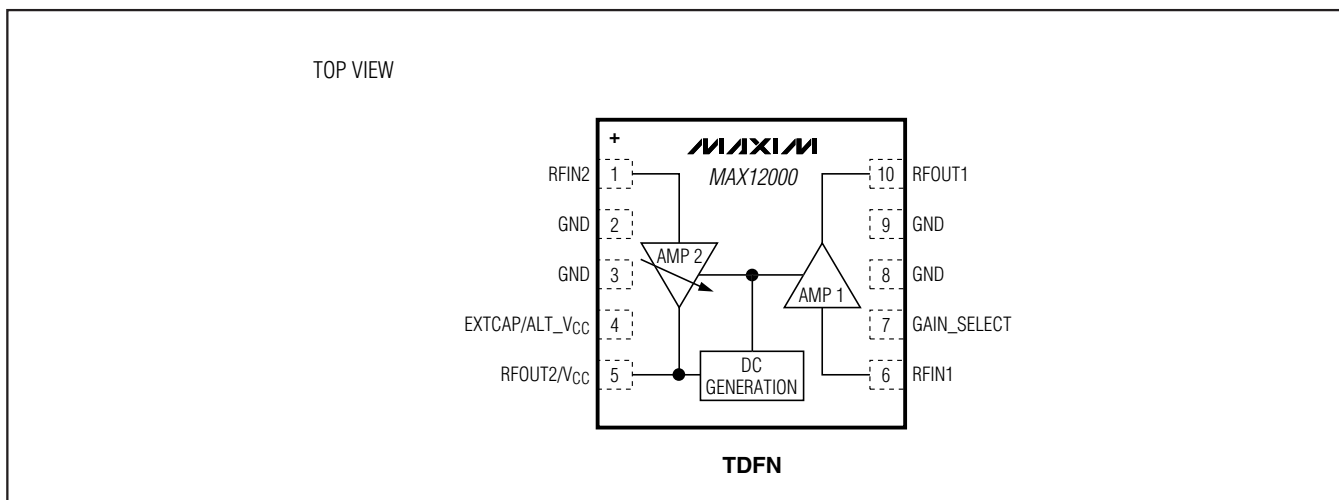 TOP VIEW
+
MAXIM
MAX12000
RFIN2 1
10 RFOUT1
GND 2
9 GND
GND 3
8 GND
AMP 2
AMP 1
EXTCAP/ALT_VCC 4
7 GAIN_SELECT
RFOUT2/VCC 5
6 RFIN1
DC
GENERATION
TDFN